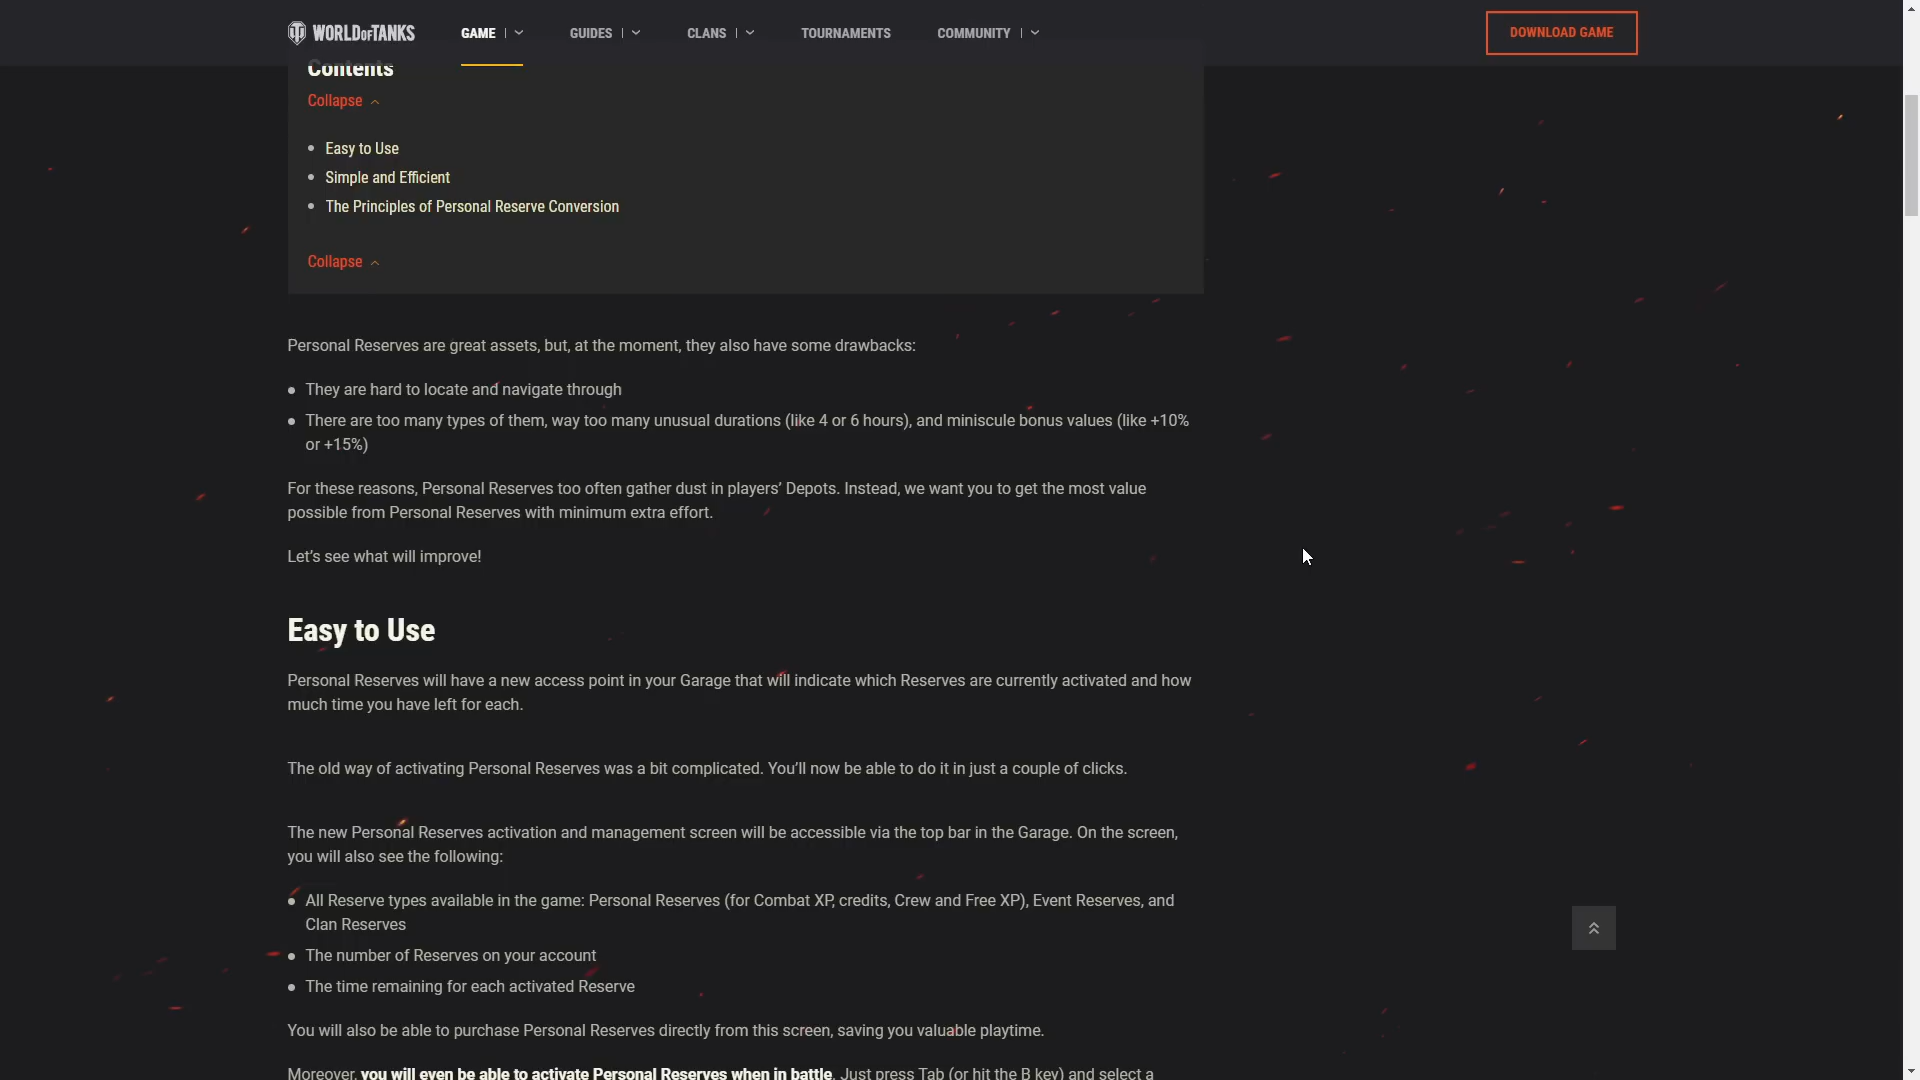 WORLD OF TANKS
GAME
GUIDES
CLANS
TOURNAMENTS
COMMUNITY
DOWNLOAD GAME
Contents
Collapse
Easy to Use
Simple and Efficient
The Principles of Personal Reserve Conversion
Collapse
Personal Reserves are great assets, but, at the moment, they also have some drawbacks:
They are hard to locate and navigate through
There are too many types of them, way too many unusual durations (like 4 or 6 hours), and miniscule bonus values (like +10%
or +15%)
For these reasons, Personal Reserves too often gather dust in players’ Depots. Instead, we want you to get the most value
possible from Personal Reserves with minimum extra effort.
Let’s see what will improve!
Easy to Use
Personal Reserves will have a new access point in your Garage that will indicate which Reserves are currently activated and how
much time you have left for each.
The old way of activating Personal Reserves was a bit complicated. You’ll now be able to do it in just a couple of clicks.
The new Personal Reserves activation and management screen will be accessible via the top bar in the Garage. On the screen,
you will also see the following:
All Reserve types available in the game: Personal Reserves (for Combat XP, credits, Crew and Free XP), Event Reserves, and
Clan Reserves
The number of Reserves on your account
The time remaining for each activated Reserve
You will also be able to purchase Personal Reserves directly from this screen, saving you valuable playtime.
Moreover, you will even be able to activate Personal Reserves when in battle. Just press Tab (or hit the B key) and select a